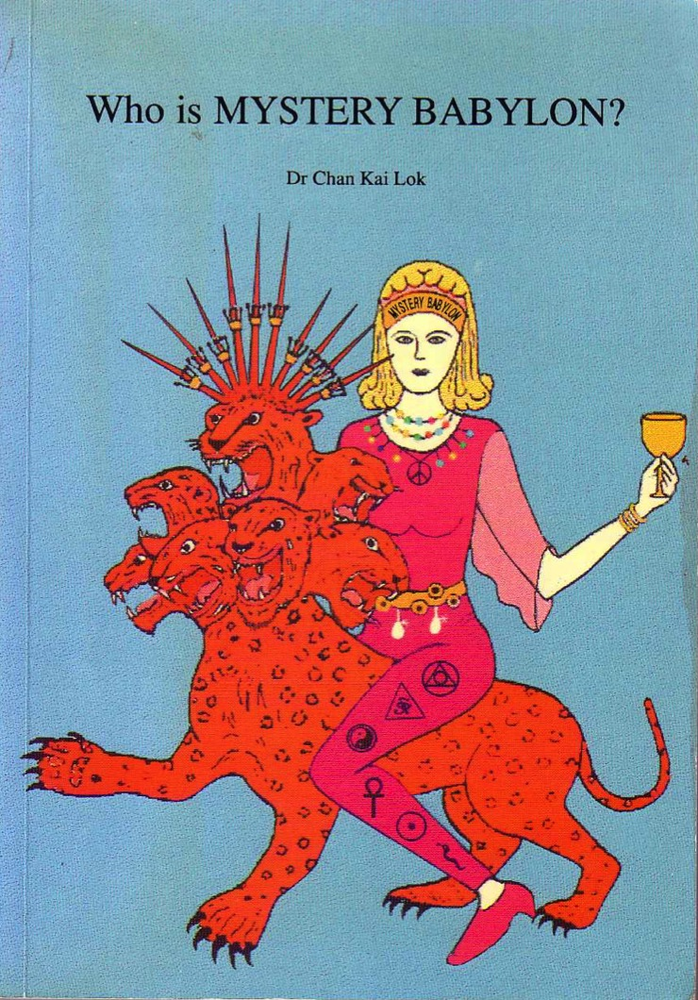 Who is MYSTERY BABYLON?
Dr Chan Kai Lok
MYSTERY BABYLON